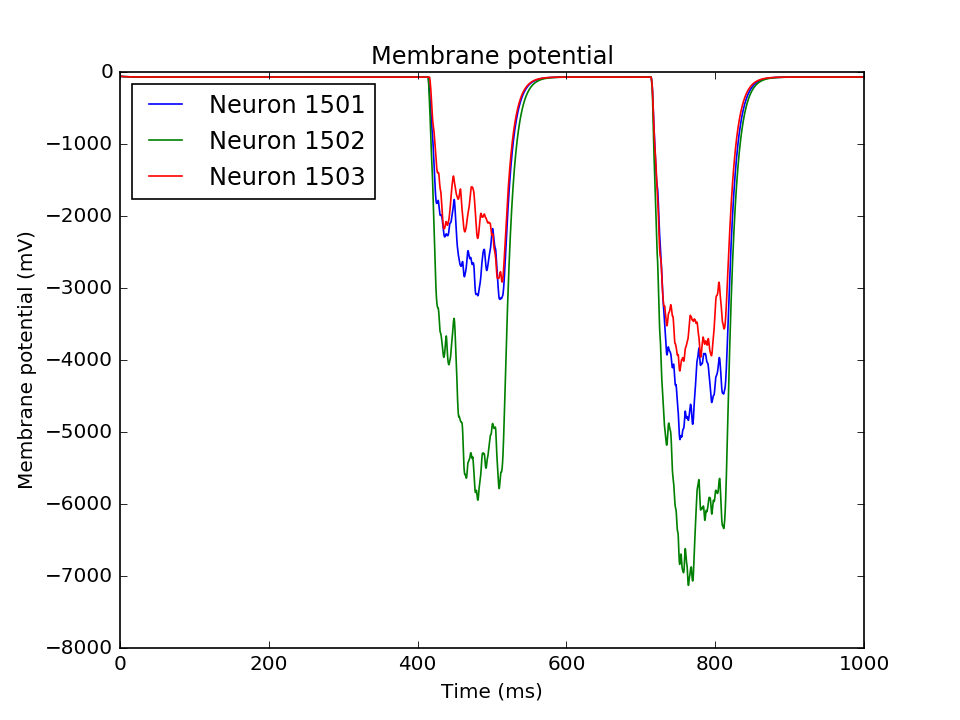 Membrane potential
0
−1000
−2000
−3000
−4000
−5000
−6000
−7000
−8000
Membrane potential (mV)
Neuron 1501
Neuron 1502
Neuron 1503
0 200 400 600 800 1000
Time (ms)